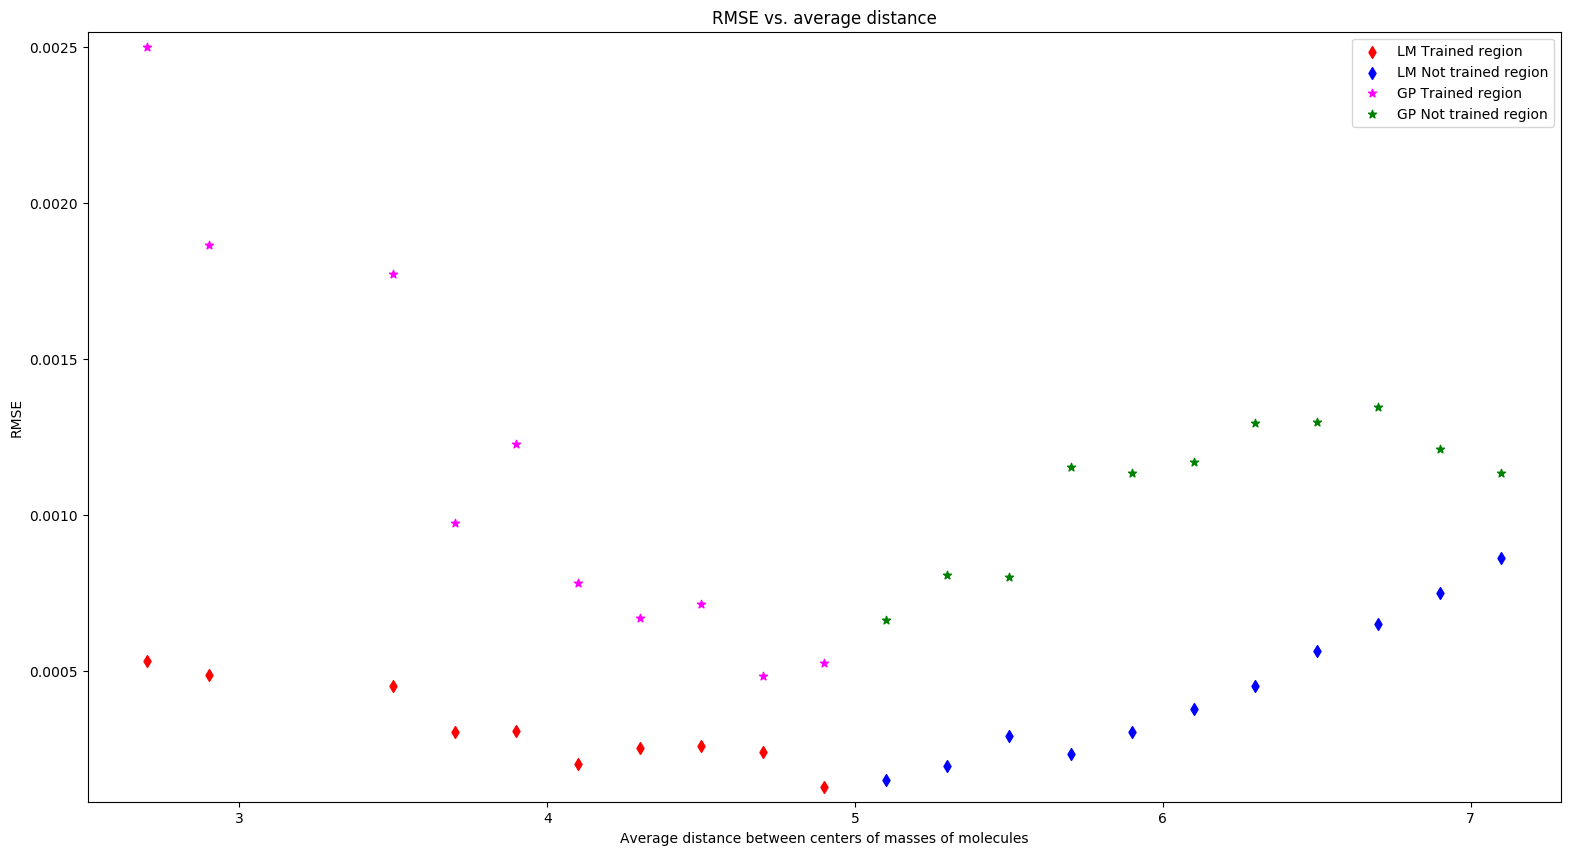 RMSE vs. average distance
LM Trained region
LM Not trained region
GP Trained region
GP Not trained region
0.0025
0.0020
0.0015
0.0010
0.0005
RMSE
3 4 5 6 7
Average distance between centers of masses of molecules